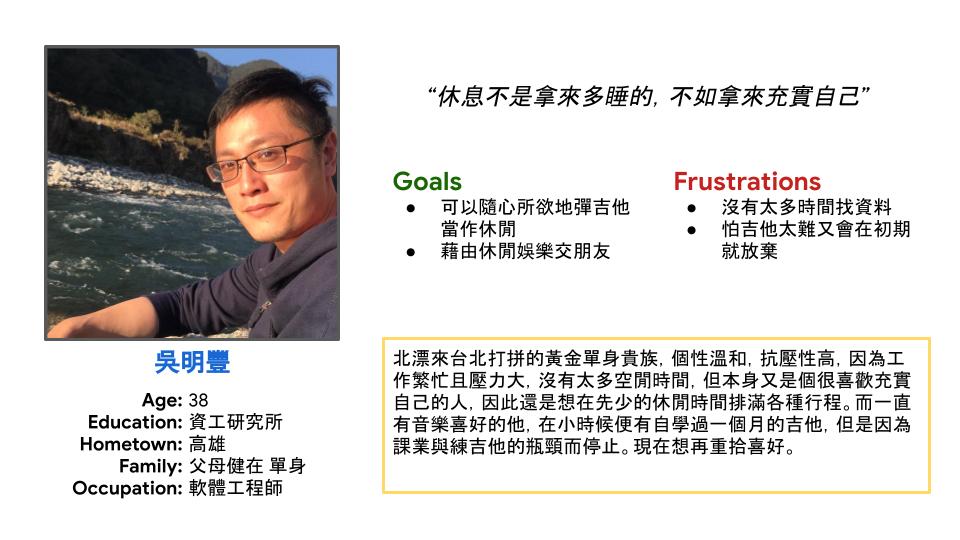 “休息不是拿來多睡的，不如拿來充實自己”
Goals
● 可以隨心所欲地彈吉他
當作休閒
● 藉由休閒娛樂交朋友
Frustrations
● 沒有太多時間找資料
● 怕吉他太難又會在初期
就放棄
吳明豐
Age: 38
Education: 資工研究所
Hometown: 高雄
Family: 父母健在 單身
Occupation: 軟體工程師
北漂來台北打拼的黃金單身貴族，個性溫和，抗壓性高，因為工
作繁忙且壓力大，沒有太多空閒時間，但本身又是個很喜歡充實
自己的人，因此還是想在先少的休閒時間排滿各種行程。而一直
有音樂喜好的他，在小時候便有自學過一個月的吉他，但是因為
課業與練吉他的瓶頸而停止。現在想再重拾喜好。